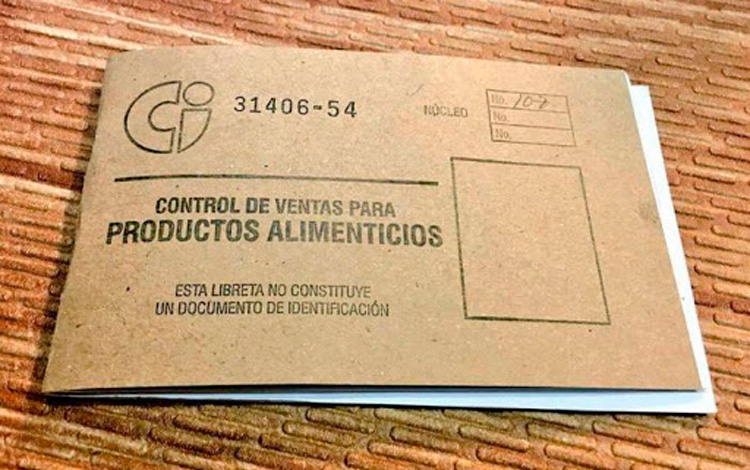 Ci
31406-54
NÚCLEO
No. 107
No.
No.
CONTROL DE VENTAS PARA
PRODUCTOS ALIMENTICIOS
ESTA LIBRETA NO CONSTITUYE
UN DOCUMENTO DE IDENTIFICACIÓN